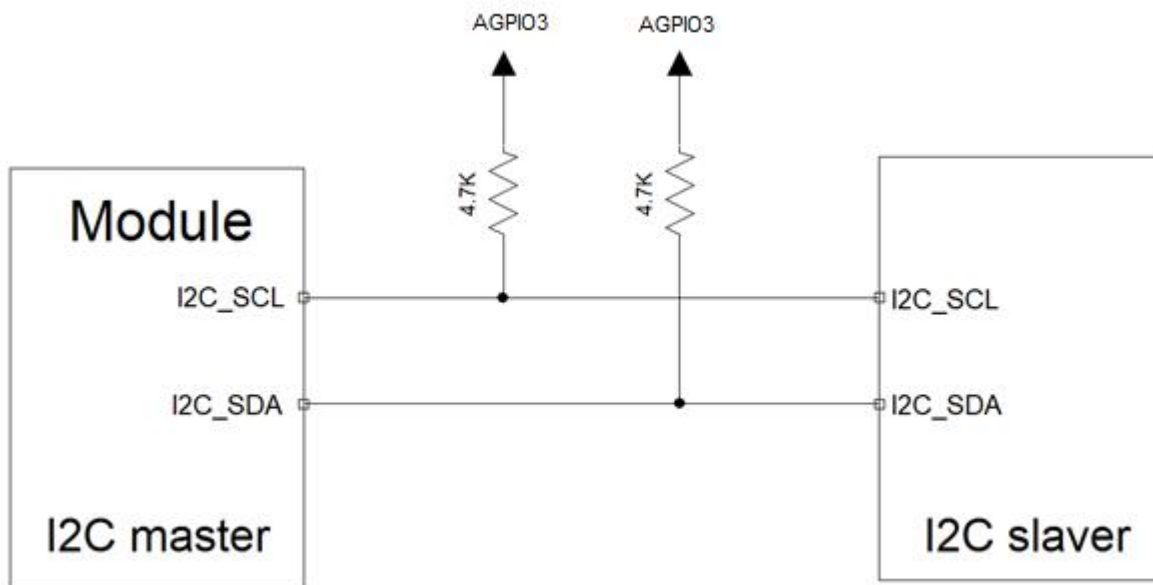 AGPIO3
AGPIO3
4.7K
4.7K
Module
I2C_SCL
I2C_SCL
I2C_SDA
I2C_SDA
I2C master
I2C slaver